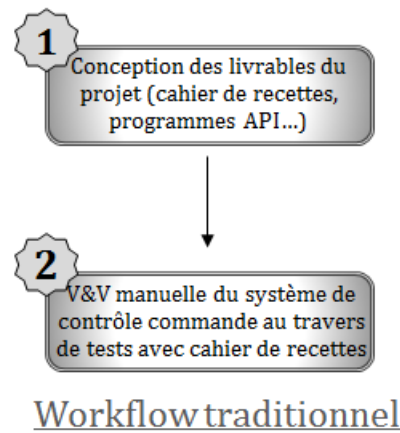 1
Conception des livrables du
projet (cahier de recettes,
programmes API...)
2
V&V manuelle du système de
contrôle commande au travers
de tests avec cahier de recettes
Workflow traditionnel